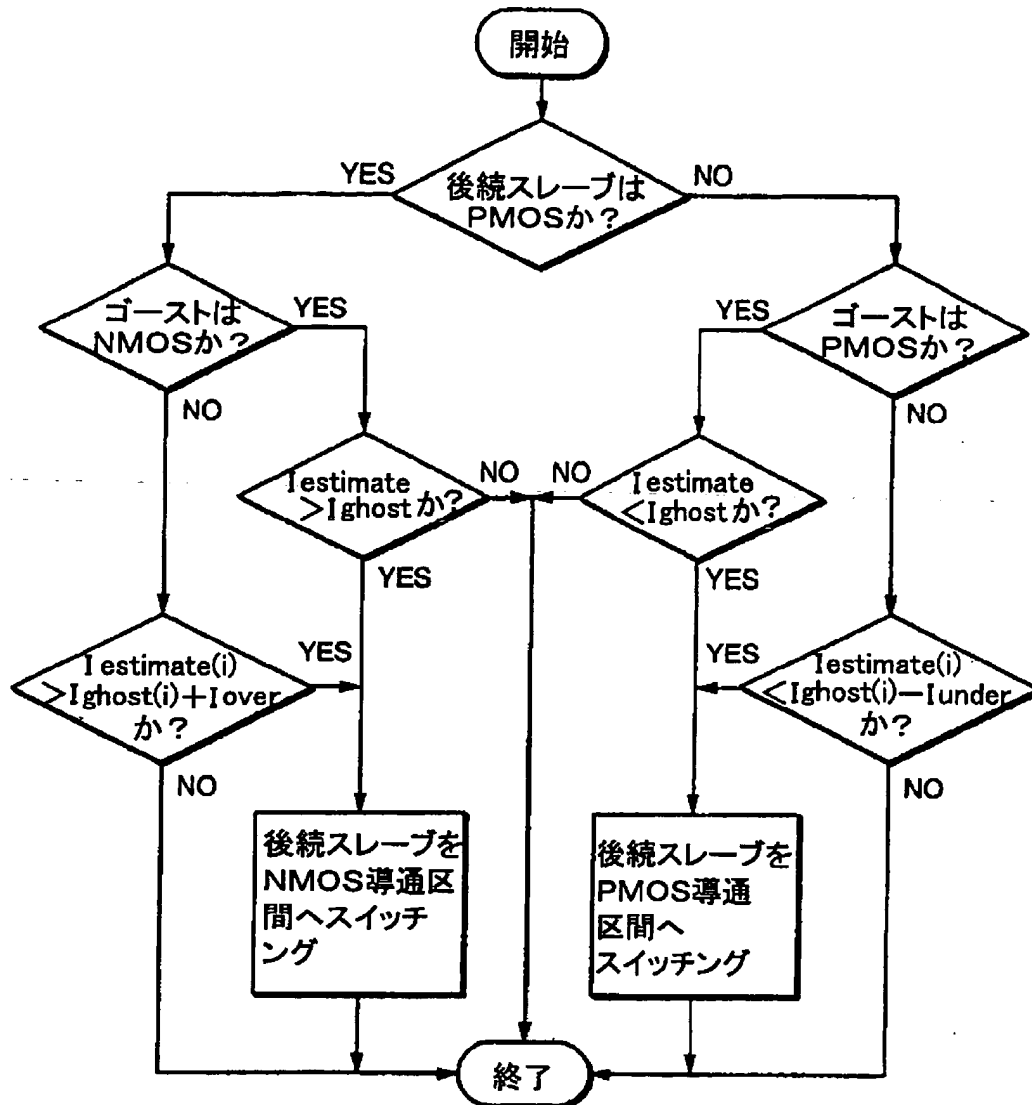 開始
YES
後続スレーブは
PMOSか？
NO
ゴーストは
NMOSか？
YES
NO
YES
ゴーストは
PMOSか？
NO
Iestimate
＞Ighostか？
NO
YES
NO
Iestimate
＜Ighostか？
YES
Iestimate(i)
＞Ighost(i)＋Iover
か？
YES
NO
YES
Iestimate(i)
＜Ighost(i)－Iunder
か？
NO
後続スレーブを
NMOS導通区
間へスイッチ
ング
後続スレーブを
PMOS導通
区間へ
スイッチング
終了